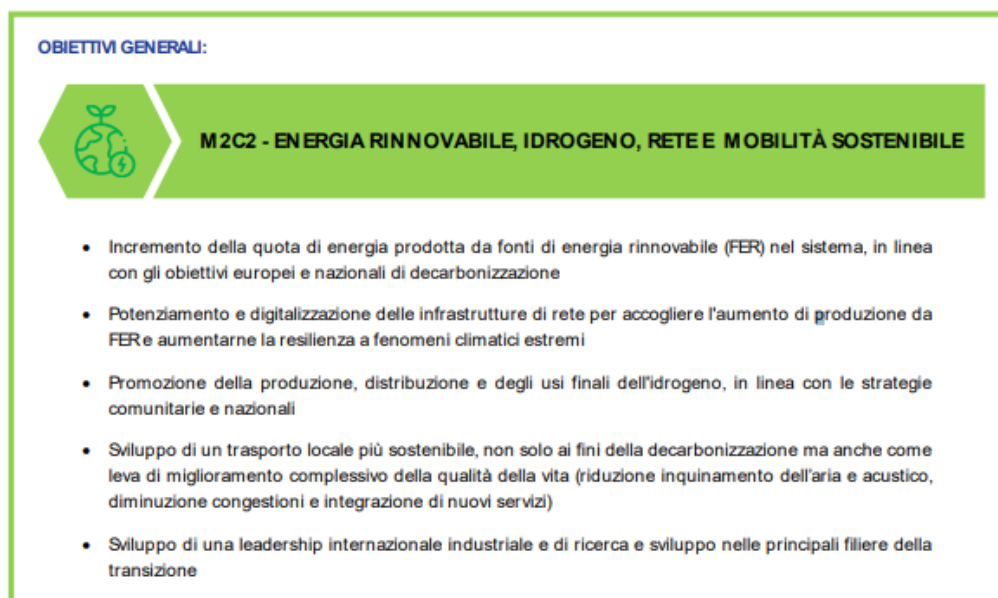 OBIETTIVI GENERALI:
M2C2 - ENERGIA RINNOVABILE, IDROGENO, RETE E MOBILITÀ SOSTENIBILE
• Incremento della quota di energia prodotta da fonti di energia rinnovabile (FER) nel sistema, in linea
con gli obiettivi europei e nazionali di decarbonizzazione
• Potenziamento e digitalizzazione delle infrastrutture di rete per accogliere l'aumento di produzione da
FER e aumentarne la resilienza a fenomeni climatici estremi
• Promozione della produzione, distribuzione e degli usi finali dell'idrogeno, in linea con le strategie
comunitarie e nazionali
• Sviluppo di un trasporto locale più sostenibile, non solo ai fini della decarbonizzazione ma anche come
leva di miglioramento complessivo della qualità della vita (riduzione inquinamento dell'aria e acustico,
diminuzione congestioni e integrazione di nuovi servizi)
• Sviluppo di una leadership internazionale industriale e di ricerca e sviluppo nelle principali filiere della
transizione